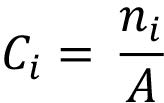 C_i = n_i / A